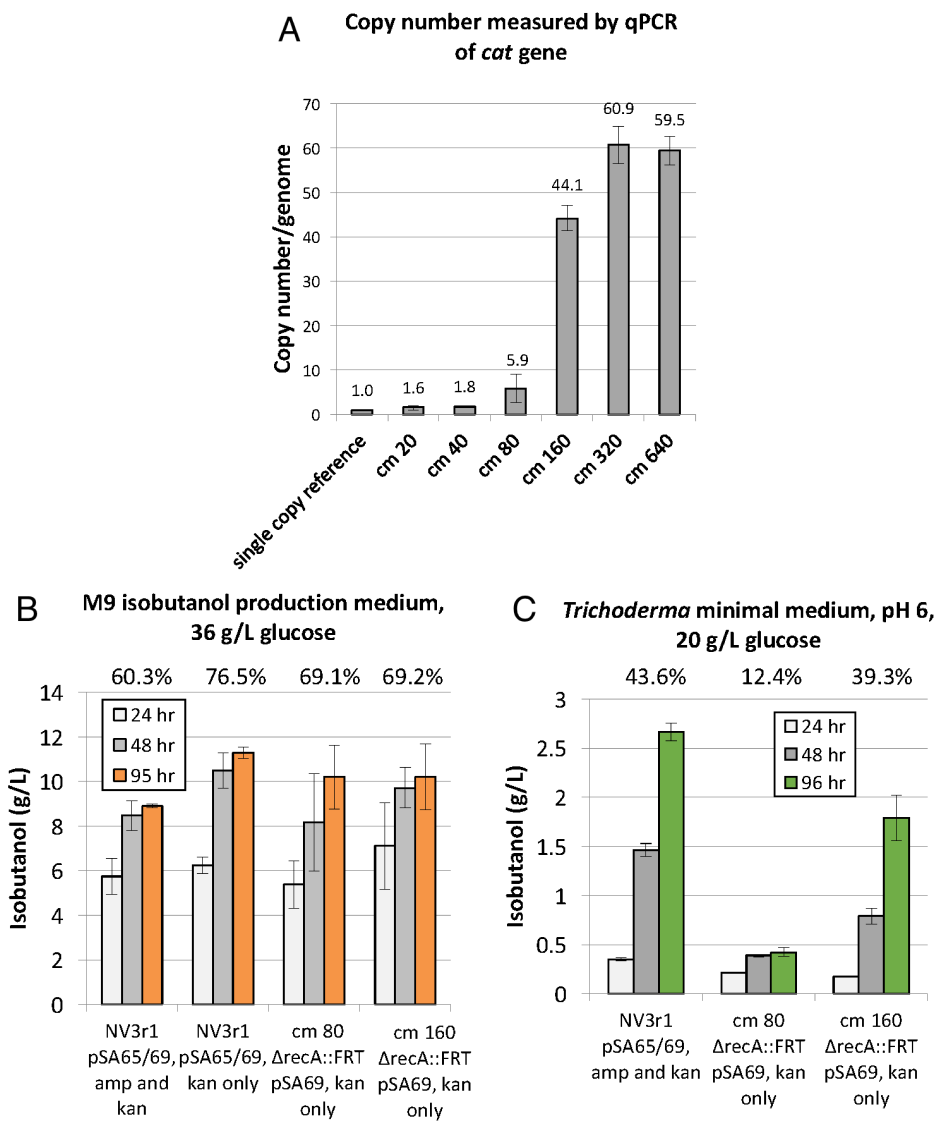 A
Copy number measured by qPCR
of cat gene
Copy number/genome
70
60
50
40
30
20
10
0
1.0
1.6
1.8
5.9
44.1
60.9
59.5
single copy reference
cm 20
cm 40
cm 80
cm 160
cm 320
cm 640
B
M9 isobutanol production medium,
36 g/L glucose
60.3%
76.5%
69.1%
69.2%
Isobutanol (g/L)
14
12
10
8
6
4
2
0
24 hr
48 hr
95 hr
NV3r1
pSA65/69,
amp and
kan
NV3r1
pSA65/69,
kan only
cm 80
ΔrecA::FRT
pSA69, kan
only
cm 160
ΔrecA::FRT
pSA69, kan only
C
Trichoderma minimal medium, pH 6,
20 g/L glucose
43.6%
12.4%
39.3%
Isobutanol (g/L)
3
2.5
2
1.5
1
0.5
0
24 hr
48 hr
96 hr
NV3r1
pSA65/69,
amp and kan
cm 80
ΔrecA::FRT
pSA69, kan
only
cm 160
ΔrecA::FRT
pSA69, kan only